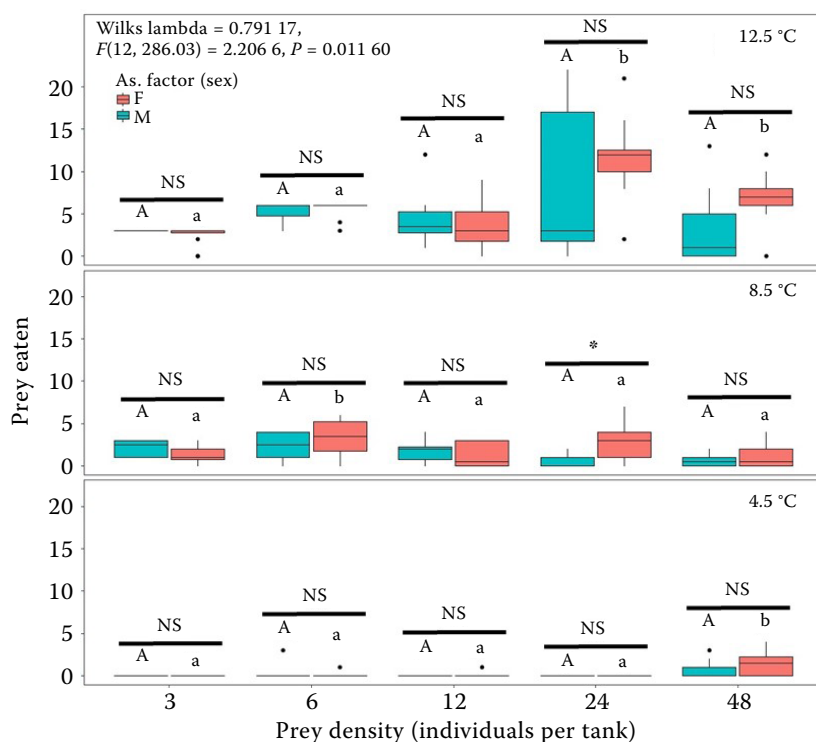 Wilks lambda = 0.791 17,
F(12, 286.03) = 2.206 6, P = 0.011 60
12.5 °C
As. factor (sex)
F
M
NS
A a
NS
A a
NS
A a
NS
A b
NS
A b
20
15
10
5
0
8.5 °C
NS
A a
NS
A b
NS
A a
*
A a
NS
A a
20
15
10
5
0
Prey eaten
4.5 °C
NS
A a
NS
A a
NS
A a
NS
A a
NS
A b
20
15
10
5
0
3 6 12 24 48
Prey density (individuals per tank)